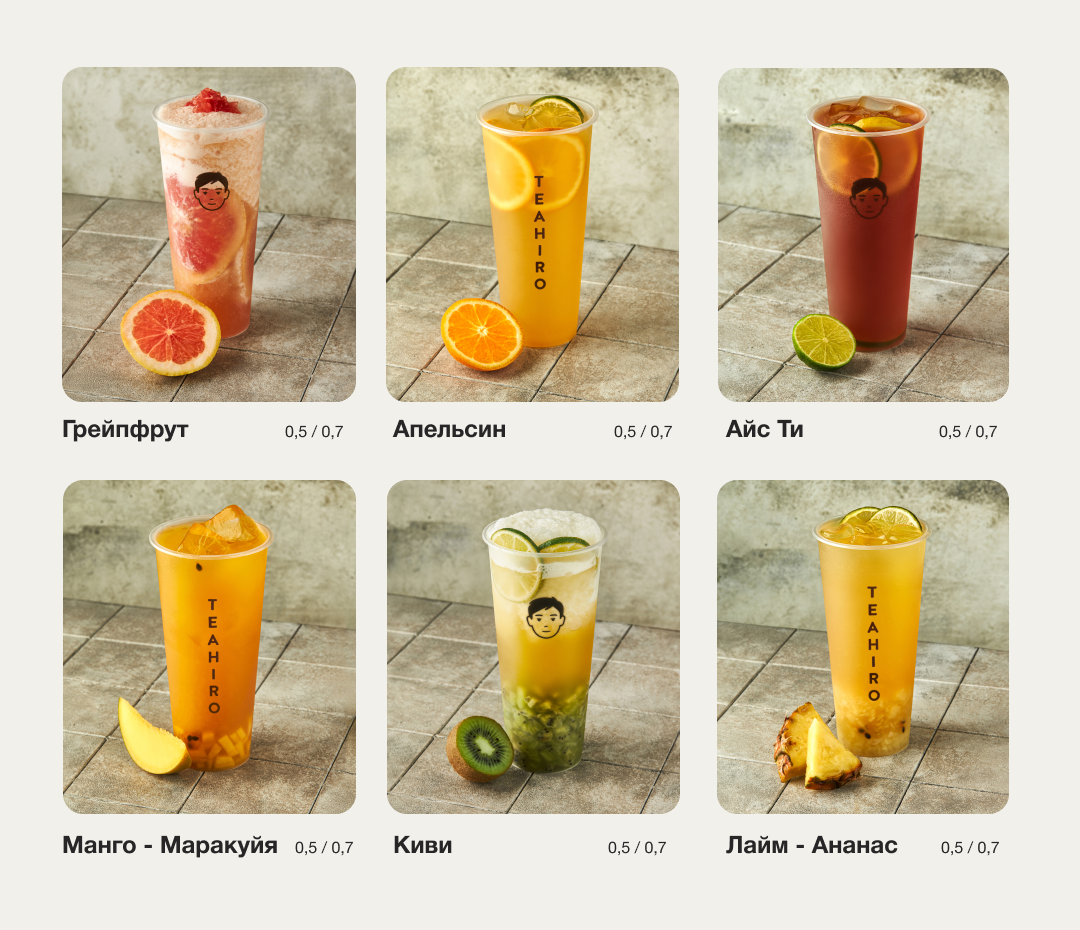 TEAHIRO
Грейпфрут 0,5 / 0,7
Апельсин 0,5 / 0,7
Айс Ти 0,5 / 0,7
TEAHIRO
TEAHIRO
Манго - Маракуйя 0,5 / 0,7
Киви 0,5 / 0,7
Лайм - Ананас 0,5 / 0,7